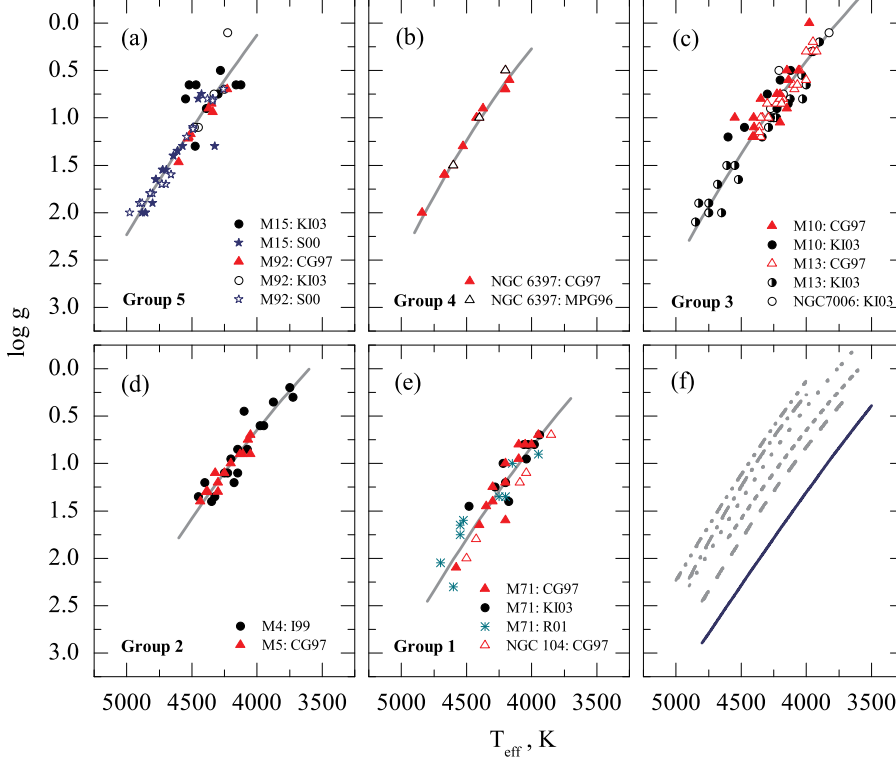 (a)
(b)
(c)
0.0
0.5
1.0
1.5
2.0
2.5
3.0
M15: KI03
M15: S00
M92: CG97
M92: KI03
M92: S00
Group 5
NGC 6397: CG97
NGC 6397: MPG96
Group 4
M10: CG97
M10: KI03
M13: CG97
M13: KI03
NGC7006: KI03
Group 3
log g
(d)
(e)
(f)
0.0
0.5
1.0
1.5
2.0
2.5
3.0
M4: I99
M5: CG97
Group 2
M71: CG97
M71: KI03
M71: R01
NGC 104: CG97
Group 1
5000 4500 4000
5000 4500 4000
5000 4500 4000 3500
T eff , K